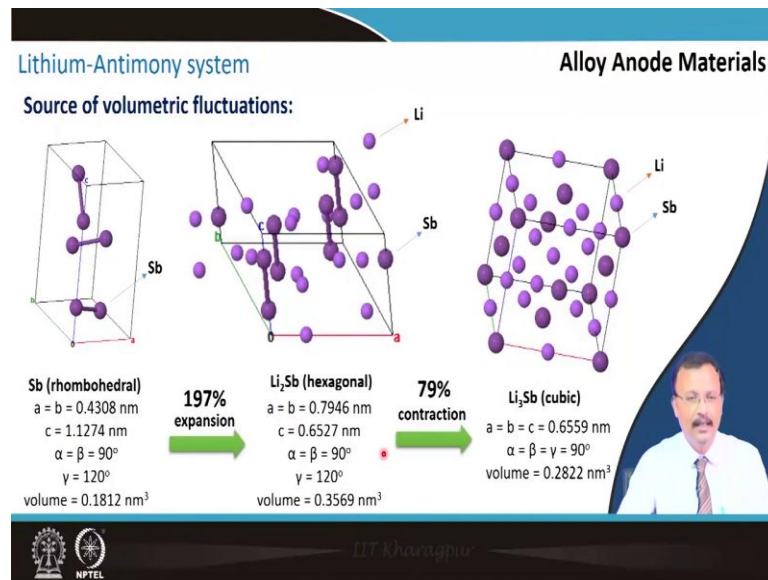 Lithium-Antimony system
Alloy Anode Materials
Source of volumetric fluctuations:
Li
Sb
Sb
Li
Sb
c
b
0
a
c
b
0
a
Sb (rhombohedral)
a = b = 0.4308 nm
c = 1.1274 nm
α = β = 90°
γ = 120°
volume = 0.1812 nm³
197%
expansion
Li₂Sb (hexagonal)
a = b = 0.7946 nm
c = 0.6527 nm
α = β = 90°
γ = 120°
volume = 0.3569 nm³
79%
contraction
Li₃Sb (cubic)
a = b = c = 0.6559 nm
α = β = γ = 90°
volume = 0.2822 nm³
NPTEL
IIT Kharagpur